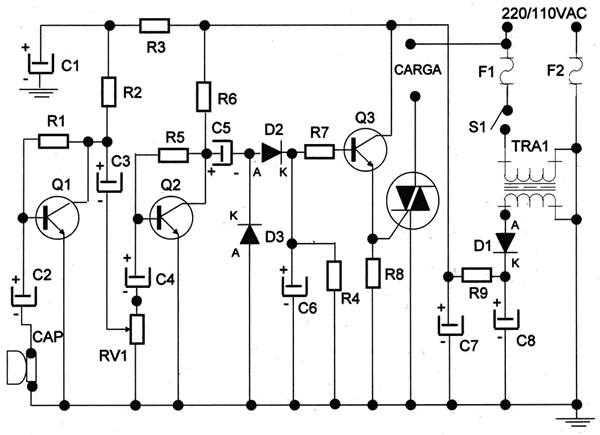 220/110VAC
R3
C1
R2
R6
CARGA
F1
F2
R1
R5
C5
D2
R7
Q3
S1
TRA1
C3
Q1
Q2
A
K
K
D3
A
A
D1
K
C2
C4
C6
R4
R8
R9
CAP
RV1
C7
C8
+
-
+
-
+
-
+
-
+
-
+
-
+
-
+
-